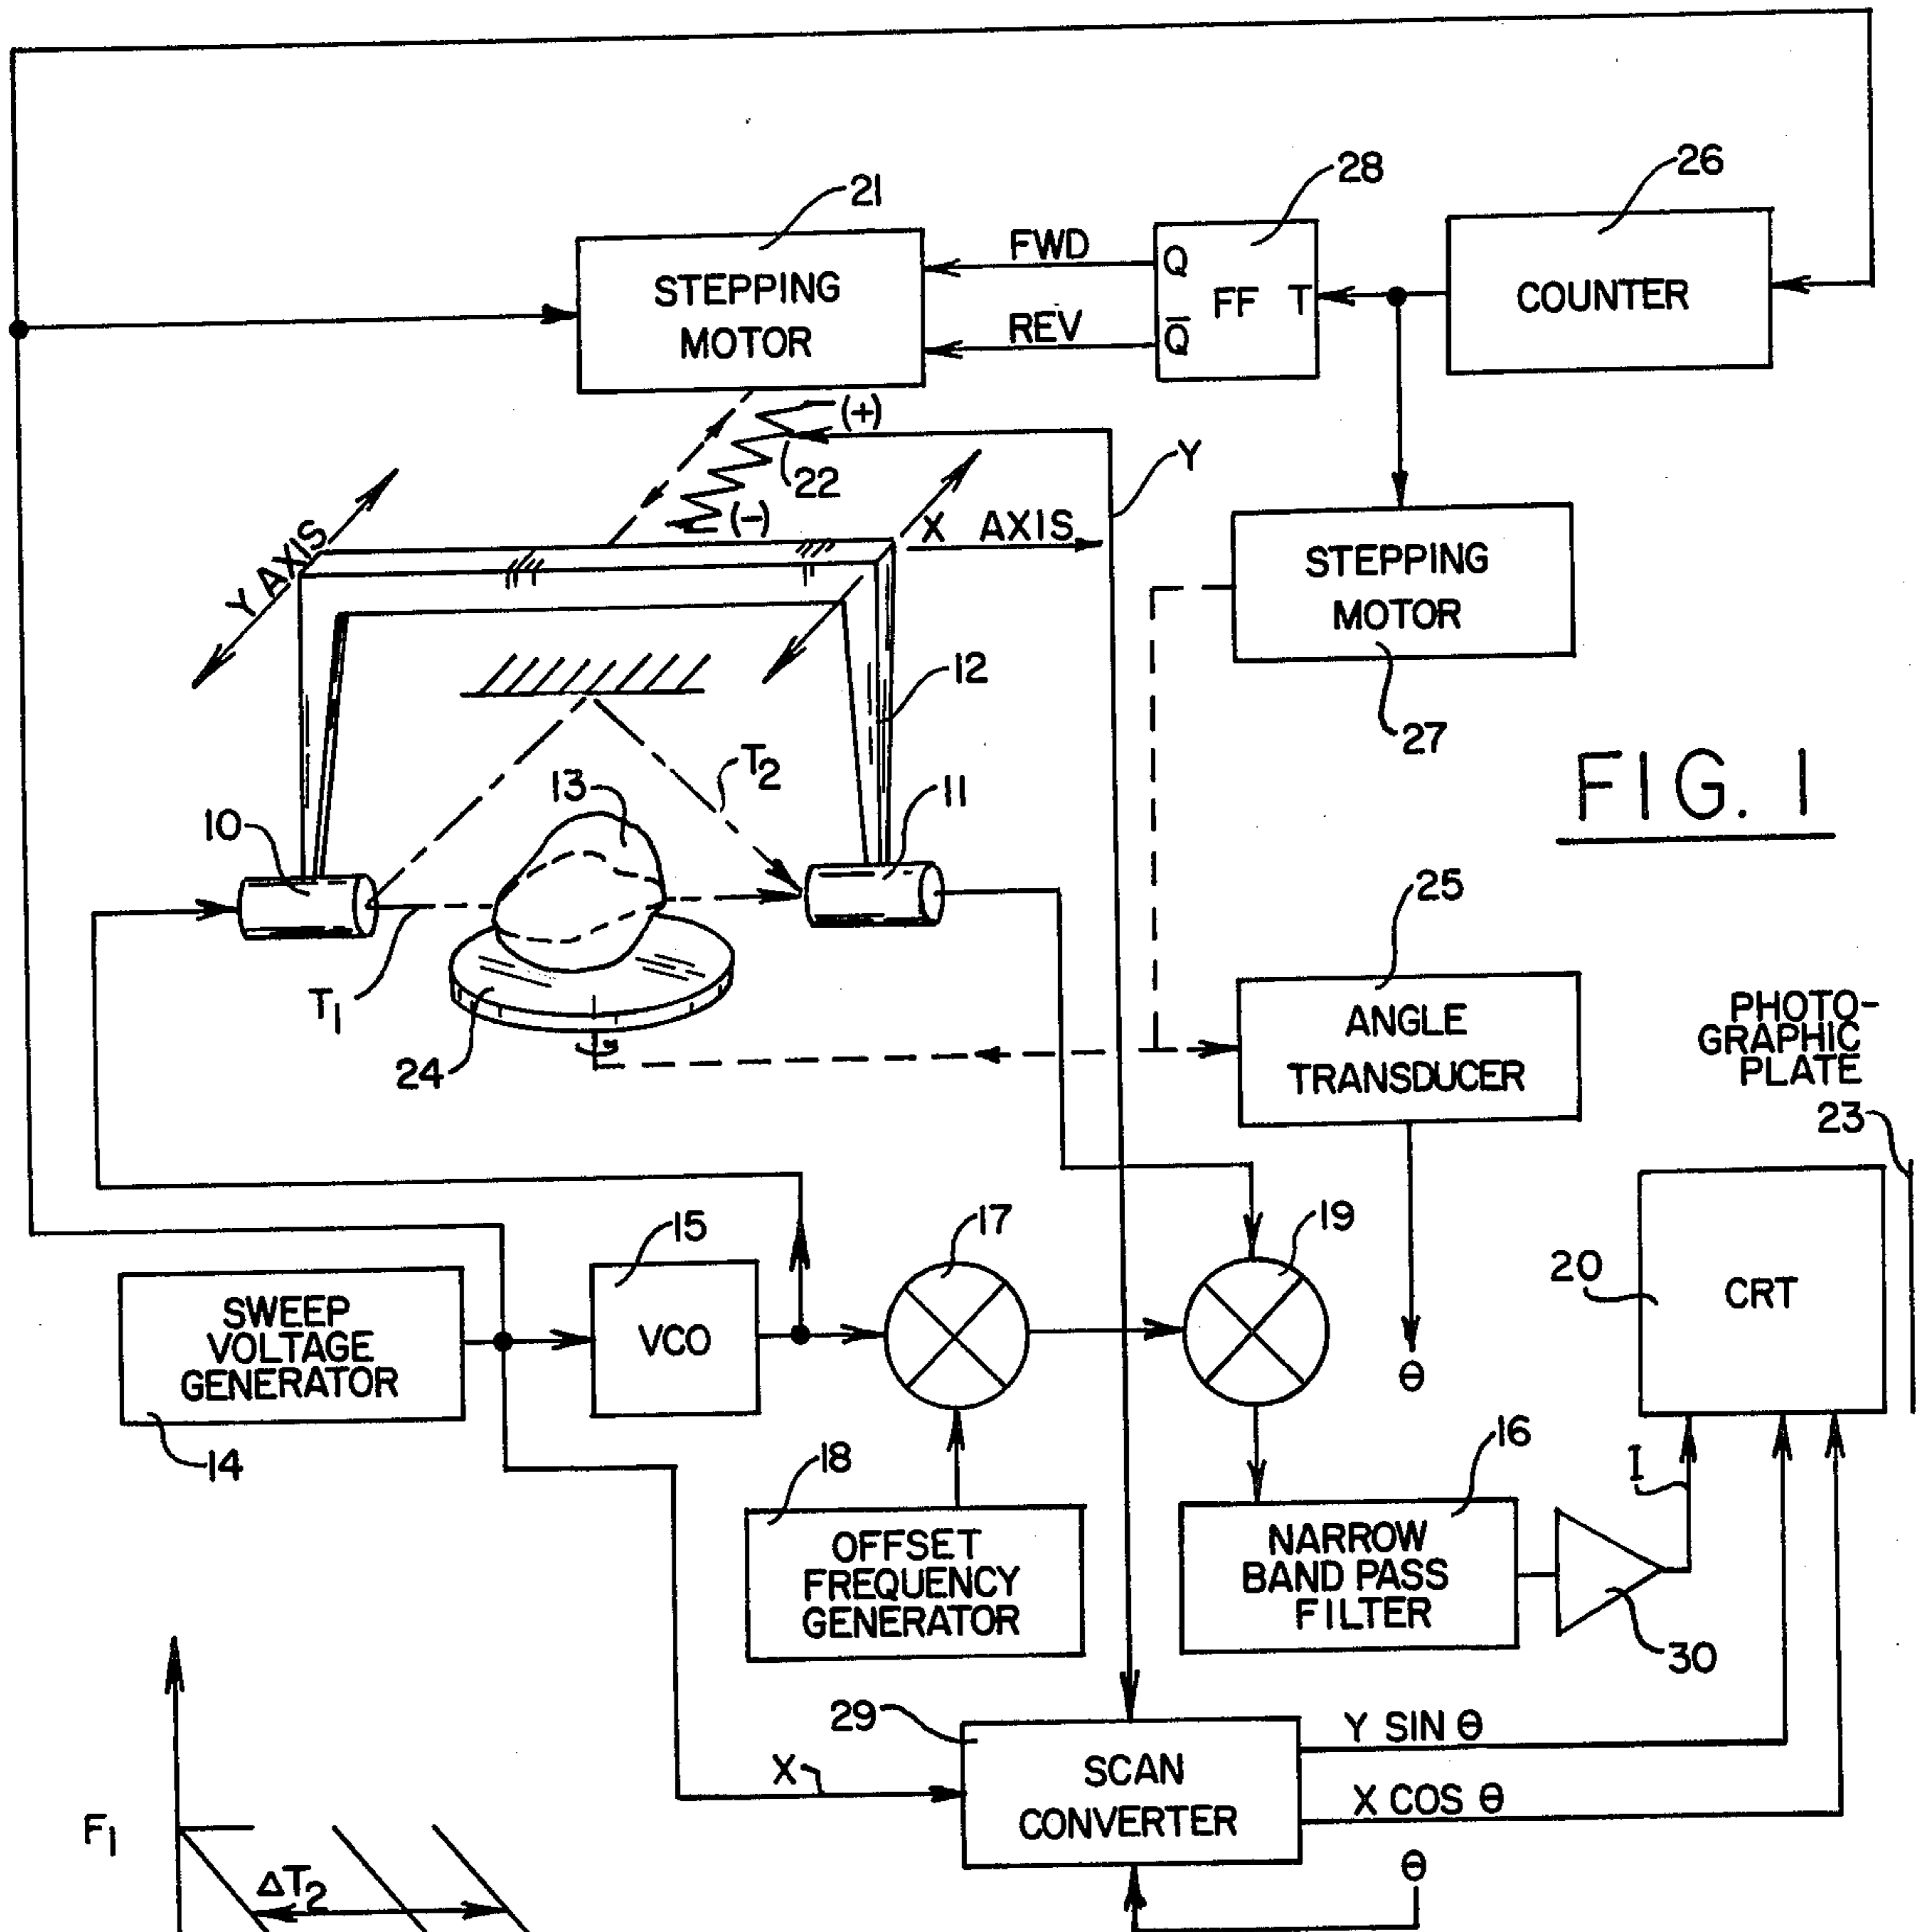 21
28
26
STEPPING
MOTOR
FWD
REV
Q
Q̅
FF T
COUNTER
(+)
22
(-)
Y
Y AXIS
X AXIS
STEPPING
MOTOR
27
12
T2
13
11
10
T1
24
FIG. 1
25
ANGLE
TRANSDUCER
θ
PHOTO-
GRAPHIC
PLATE
23
15
17
19
20
CRT
SWEEP
VOLTAGE
GENERATOR
14
VCO
18
OFFSET
FREQUENCY
GENERATOR
16
NARROW
BAND PASS
FILTER
I
30
29
X
SCAN
CONVERTER
Y SIN θ
X COS θ
θ
F1
ΔT2